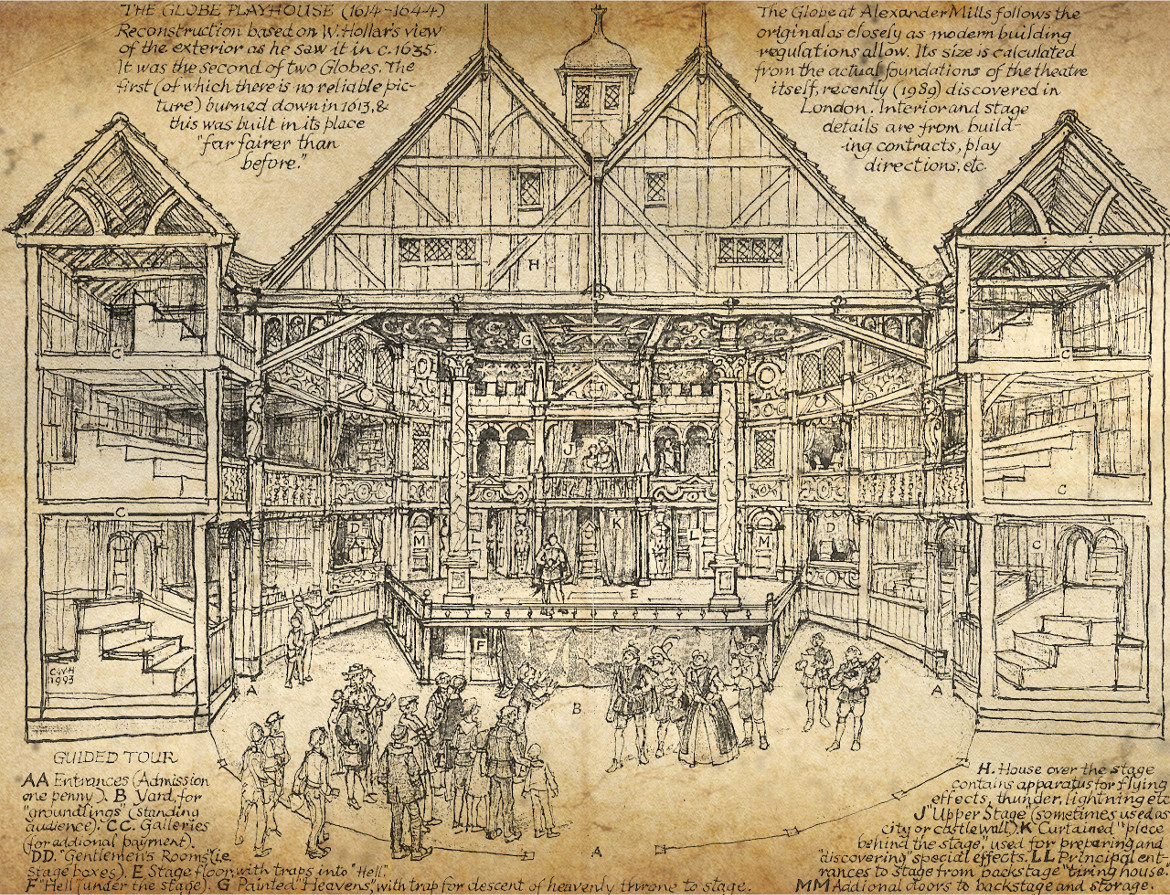 THE GLOBE PLAYHOUSE (1614-1644)
Reconstruction based on W. Hollar's view
of the exterior as he saw it in c.1635.
It was the second of two Globes. The
first (of which there is no reliable pic-
ture) burned down in 1613, &
this was built in its place
"far fairer than
before."
The Globe at Alexander Mills follows the
original as closely as modern building
regulations allow. Its size is calculated
from the actual foundations of the theatre
itself, recently (1989) discovered in
London. Interior and stage
details are from build-
-ing contracts, play
directions, etc.
H
G
C
C
J
C
C
C
C
D
M
L
K
L
M
D
E
F
C.W.H
1993
A
A
B
A
GUIDED TOUR
AA Entrances (Admission
one penny). B Yard, for
"groundlings" (standing
audience). CC. Galleries
(for addional payment).
DD. "Gentlemen's Rooms" (ie.
stage boxes). E Stage floor, with traps into "Hell".
F "Hell" (under the stage). G "Painted Heavens", with trap for descent of heavenly throne to stage.
H. House over the stage
contains apparatus for flying
effects, thunder, lightning etc
J Upper Stage (sometimes used as
city or castle wall). K Curtained "place
behind the stage", used for preparing and
"discovering" special effects. LL Principal ent-
rances to stage from backstage "tiring house"
MM Addional doors to backstage and storage.